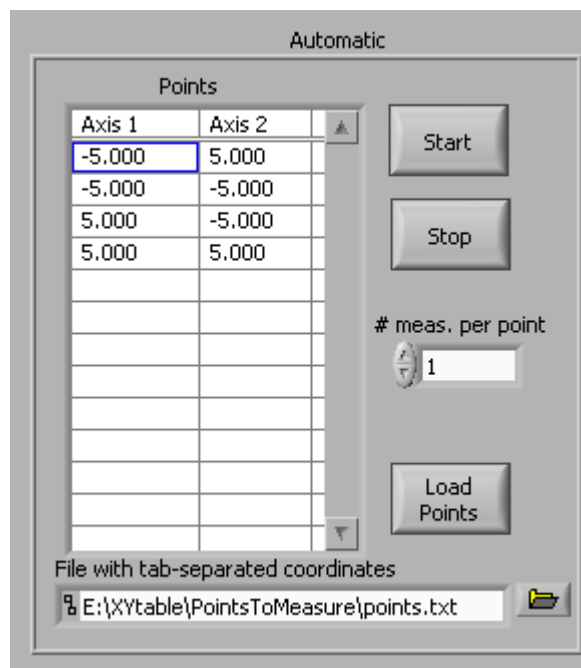 Automatic
Points
Axis 1 Axis 2
-5.000 5.000
-5.000 -5.000
5.000 -5.000
5.000 5.000
Start
Stop
# meas. per point
1
Load
Points
File with tab-separated coordinates
E:\XYtable\PointsToMeasure\points.txt